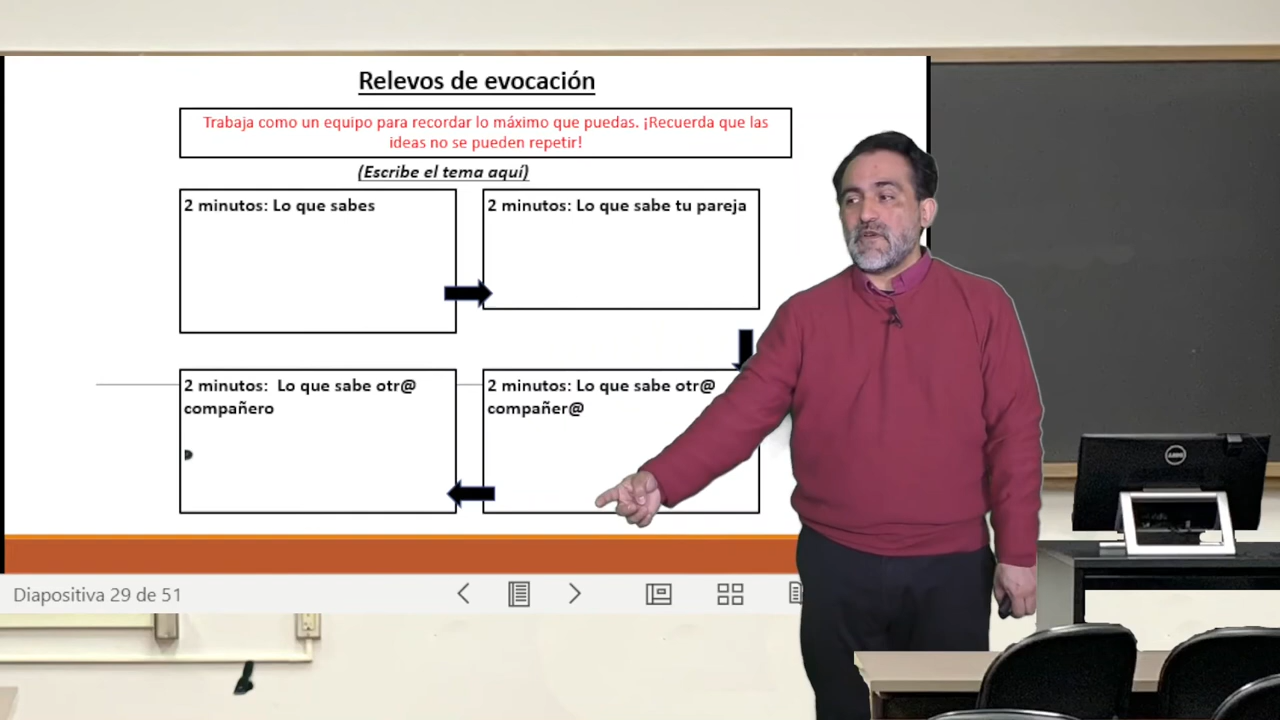 Relevos de evocación
Trabaja como un equipo para recordar lo máximo que puedas. ¡Recuerda que las
ideas no se pueden repetir!
(Escribe el tema aquí)
2 minutos: Lo que sabes
2 minutos: Lo que sabe tu pareja
2 minutos:  Lo que sabe otr@
compañero
2 minutos: Lo que sabe otr@
compañer@
Diapositiva 29 de 51